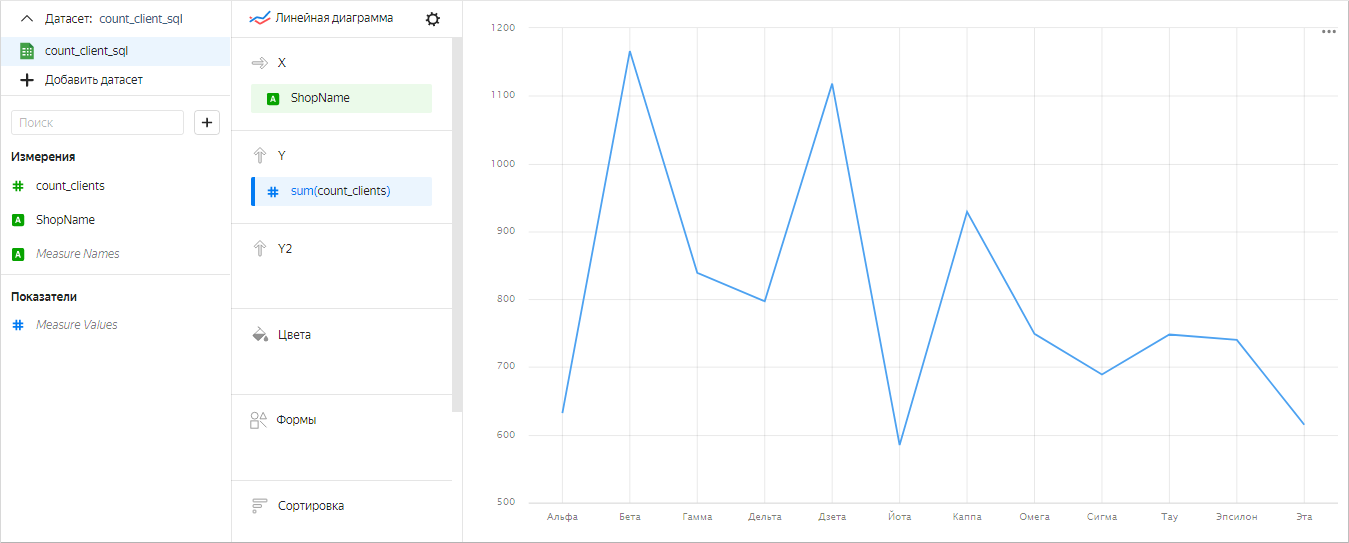 Датасет: count_client_sql
count_client_sql
Добавить датасет
Поиск
Измерения
count_clients
A ShopName
A Measure Names
Показатели
Measure Values
Линейная диаграмма
X
A ShopName
Y
sum(count_clients)
Y2
Цвета
Формы
Сортировка
1200
1100
1000
900
800
700
600
500
Альфа Бета Гамма Дельта Дзета Йота Каппа Омега Сигма Тау Эпсилон Эта